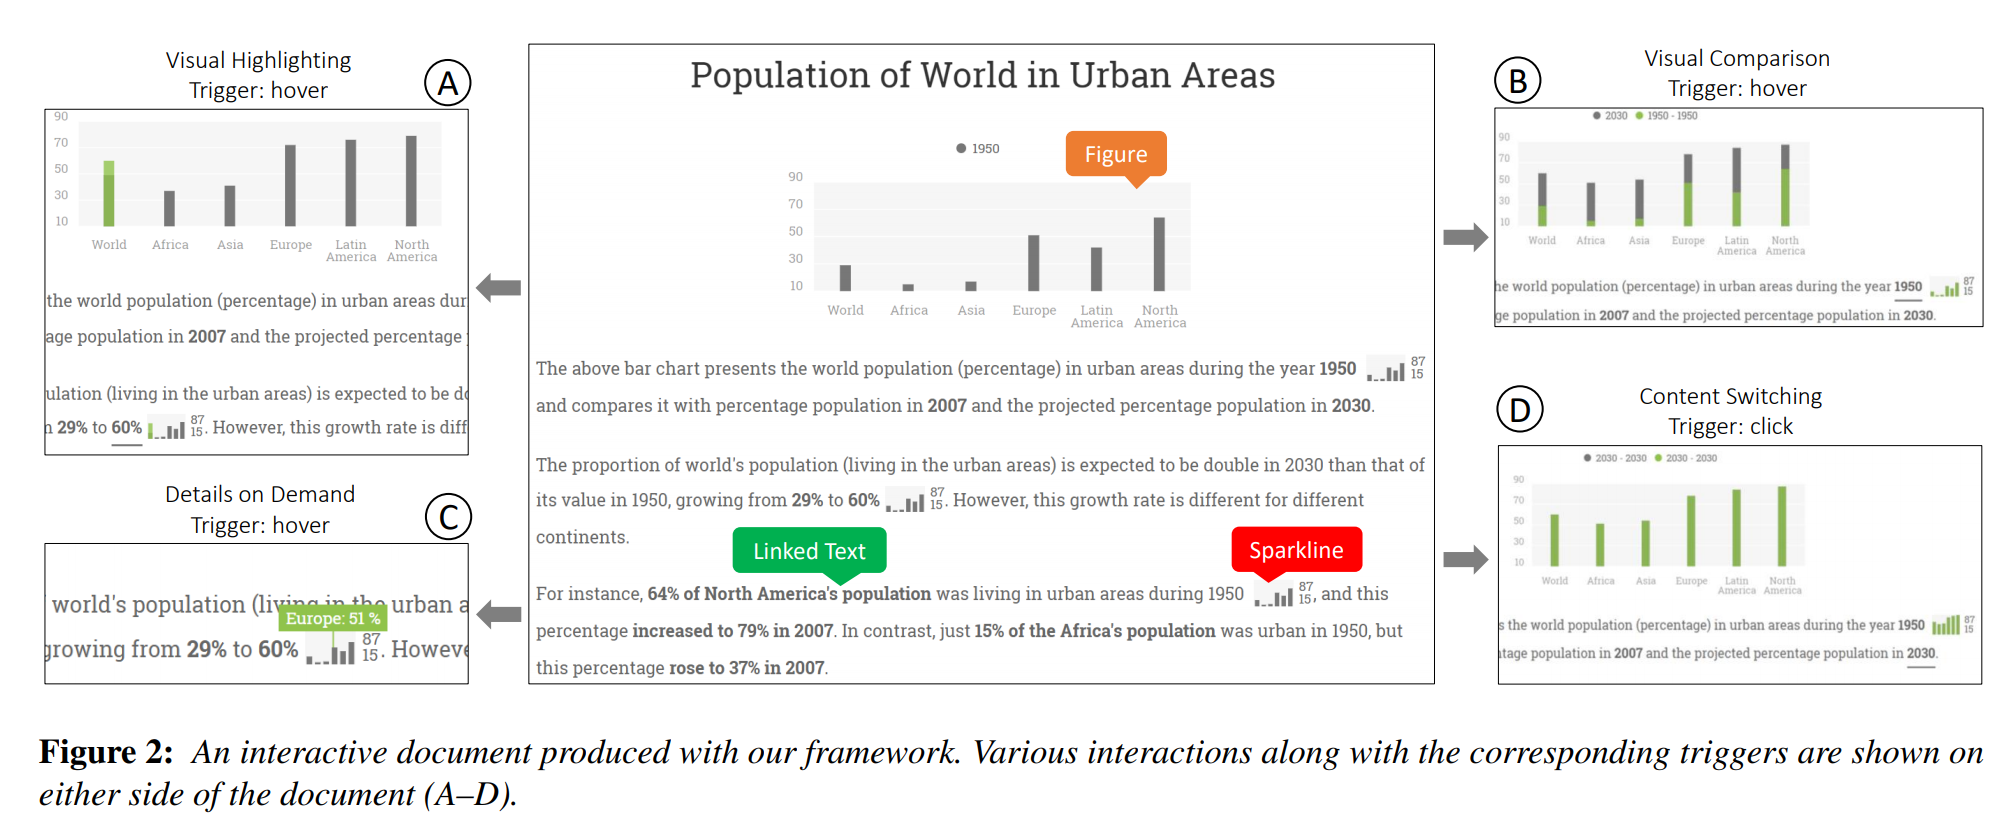 Visual Highlighting
Trigger: hover
A
90
70
50
30
10
World
Africa
Asia
Europe
Latin America
North America
the world population (percentage) in urban areas dur
age population in 2007 and the projected percentage
ulation (living in the urban areas) is expected to be do
29% to 60% 87 15. However, this growth rate is diff
Details on Demand
Trigger: hover
C
world's population (living in the urban a
Europe: 51 %
growing from 29% to 60% 87 15. Howeve
Population of World in Urban Areas
1950
Figure
90
70
50
30
10
World
Africa
Asia
Europe
Latin America
North America
The above bar chart presents the world population (percentage) in urban areas during the year 1950 87 15
and compares it with percentage population in 2007 and the projected percentage population in 2030.
The proportion of world's population (living in the urban areas) is expected to be double in 2030 than that of
its value in 1950, growing from 29% to 60% 87 15. However, this growth rate is different for different
continents.
Linked Text
Sparkline
For instance, 64% of North America's population was living in urban areas during 1950 87 15, and this
percentage increased to 79% in 2007. In contrast, just 15% of the Africa's population was urban in 1950, but
this percentage rose to 37% in 2007.
Visual Comparison
Trigger: hover
B
2030 1950 - 1950
90
70
50
30
10
World
Africa
Asia
Europe
Latin America
North America
he world population (percentage) in urban areas during the year 1950 87 15
ge population in 2007 and the projected percentage population in 2030.
Content Switching
Trigger: click
D
2030 - 2030 2030 - 2030
90
70
50
30
10
World
Africa
Asia
Europe
Latin America
North America
s the world population (percentage) in urban areas during the year 1950 87 15
tage population in 2007 and the projected percentage population in 2030.
Figure 2: An interactive document produced with our framework. Various interactions along with the corresponding triggers are shown on
either side of the document (A–D).